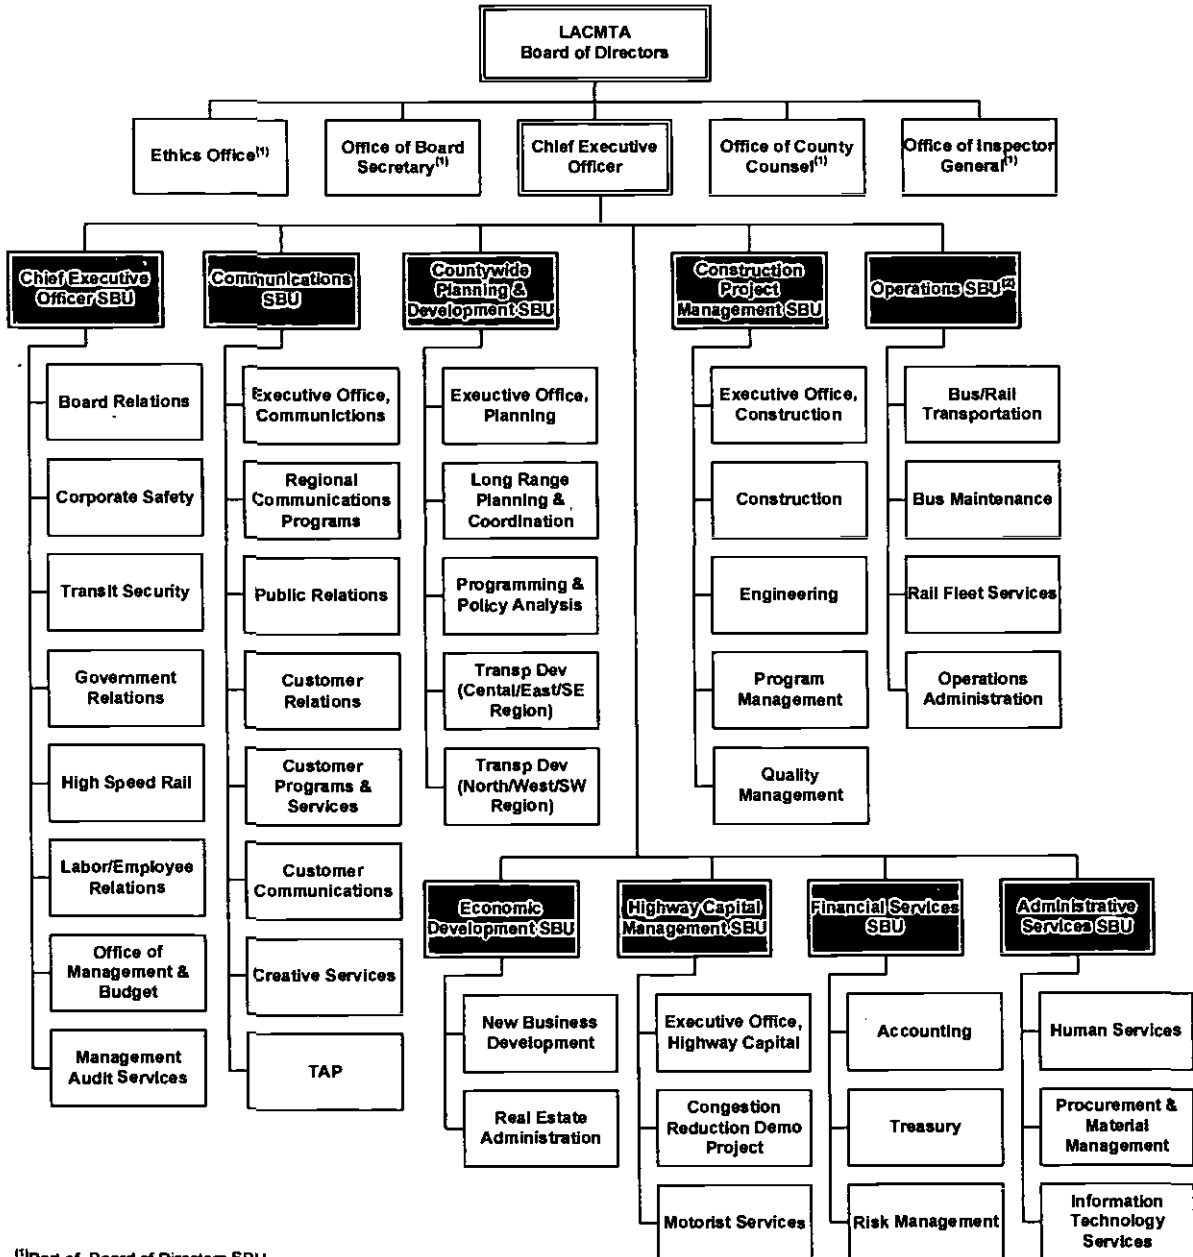 LACMTA
Board of Directors
Ethics Office(1)
Office of Board
Secretary(1)
Chief Executive
Officer
Office of County
Counsel(1)
Office of Inspector
General(1)
Chief Executive
Officer SBU
Communications
SBU
Countywide
Planning &
Development SBU
Construction
Project
Management SBU
Operations SBU(2)
Board Relations
Corporate Safety
Transit Security
Government
Relations
High Speed Rail
Labor/Employee
Relations
Office of
Management &
Budget
Management
Audit Services
Executive Office,
Communictions
Regional
Communications
Programs
Public Relations
Customer
Relations
Customer
Programs &
Services
Customer
Communications
Creative Services
TAP
Executive Office,
Planning
Long Range
Planning &
Coordination
Programming &
Policy Analysis
Transp Dev
(Cental/East/SE
Region)
Transp Dev
(North/West/SW
Region)
Executive Office,
Construction
Construction
Engineering
Program
Management
Quality
Management
Bus/Rail
Transportation
Bus Maintenance
Rail Fleet Services
Operations
Administration
Economic
Development SBU
Highway Capital
Management SBU
Financial Services
SBU
Administrative
Services SBU
New Business
Development
Real Estate
Administration
Executive Office,
Highway Capital
Congestion
Reduction Demo
Project
Motorist Services
Accounting
Treasury
Risk Management
Human Services
Procurement &
Material
Management
Information
Technology
Services
(1)Part of Board of Directors SBU